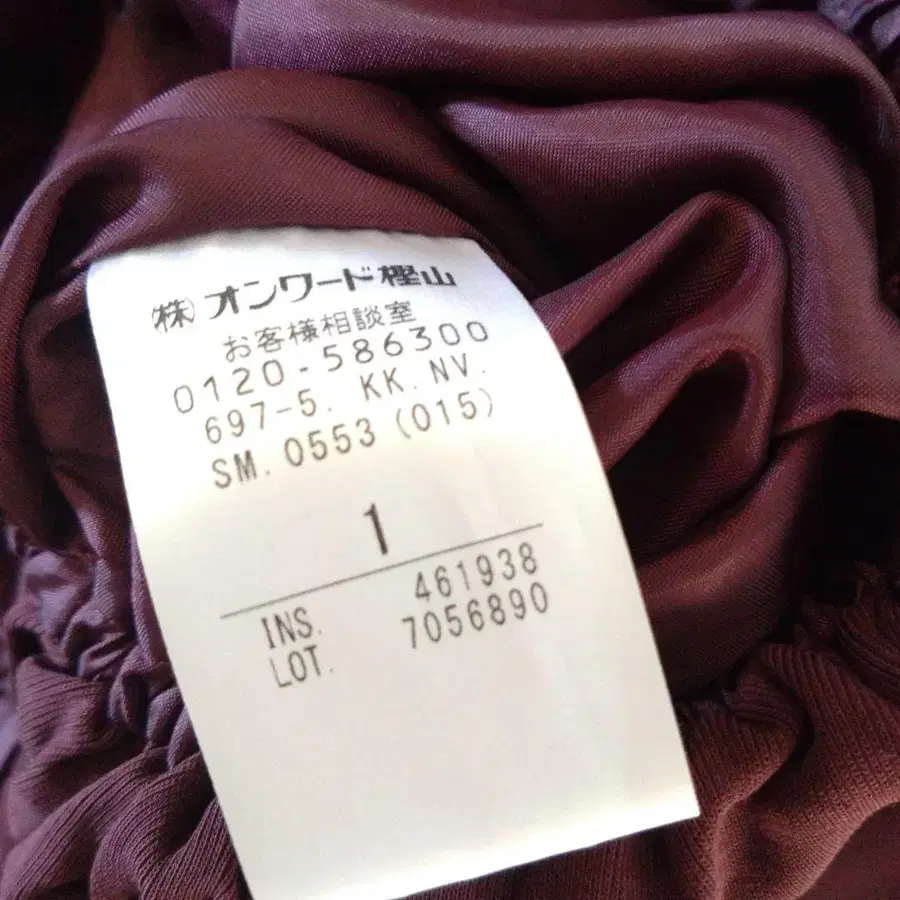 ㈱オンワード樫山
お客様相談室
0120-586300
697-5. KK.NV.
SM.0553(015)
1
INS. 461938
LOT. 7056890